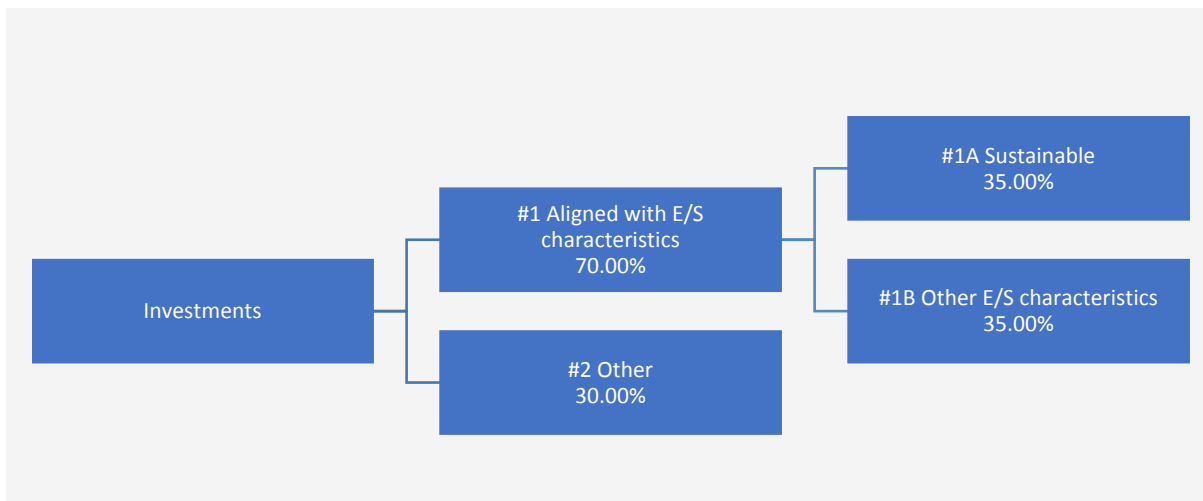 Investments
#1 Aligned with E/S
characteristics
70.00%
#2 Other
30.00%
#1A Sustainable
35.00%
#1B Other E/S characteristics
35.00%